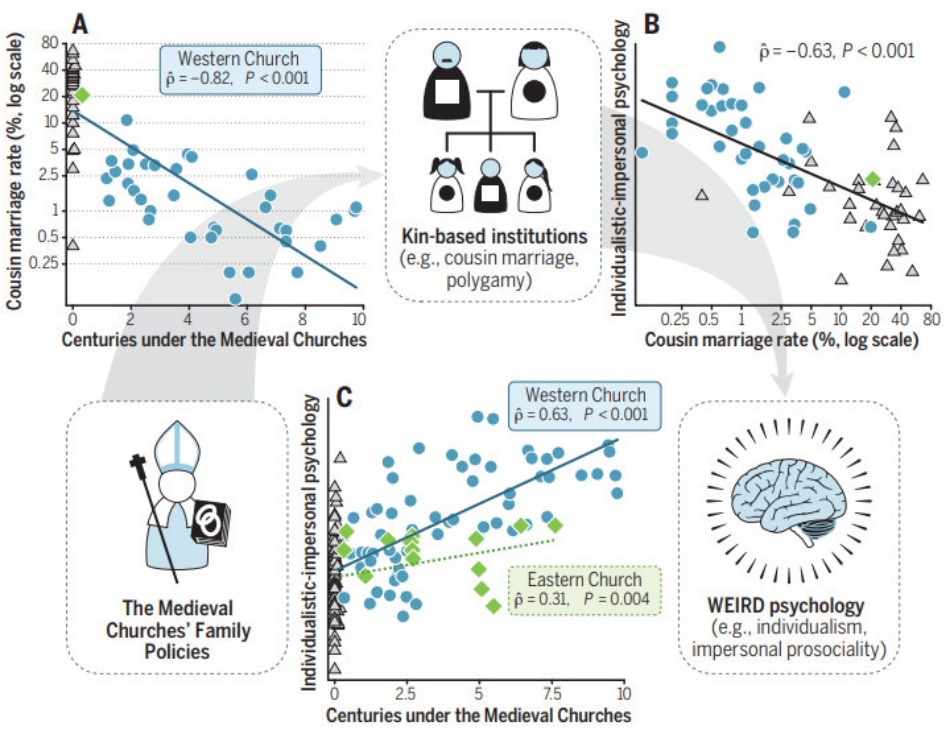 A
Cousin marriage rate (%, log scale)
80
40
20
10
5
2.5
1
0.5
0.25
Western Church
ρ̂ = −0.82, P < 0.001
0 2 4 6 8 10
Centuries under the Medieval Churches
Kin-based institutions
(e.g., cousin marriage,
polygamy)
B
Individualistic-impersonal psychology
ρ̂ = −0.63, P < 0.001
0.25 0.5 1 2.5 5 10 20 40 80
Cousin marriage rate (%, log scale)
The Medieval
Churches’ Family
Policies
C
Individualistic-impersonal psychology
Western Church
ρ̂ = 0.63, P < 0.001
Eastern Church
ρ̂ = 0.31, P = 0.004
0 2.5 5 7.5 10
Centuries under the Medieval Churches
WEIRD psychology
(e.g., individualism,
impersonal prosociality)